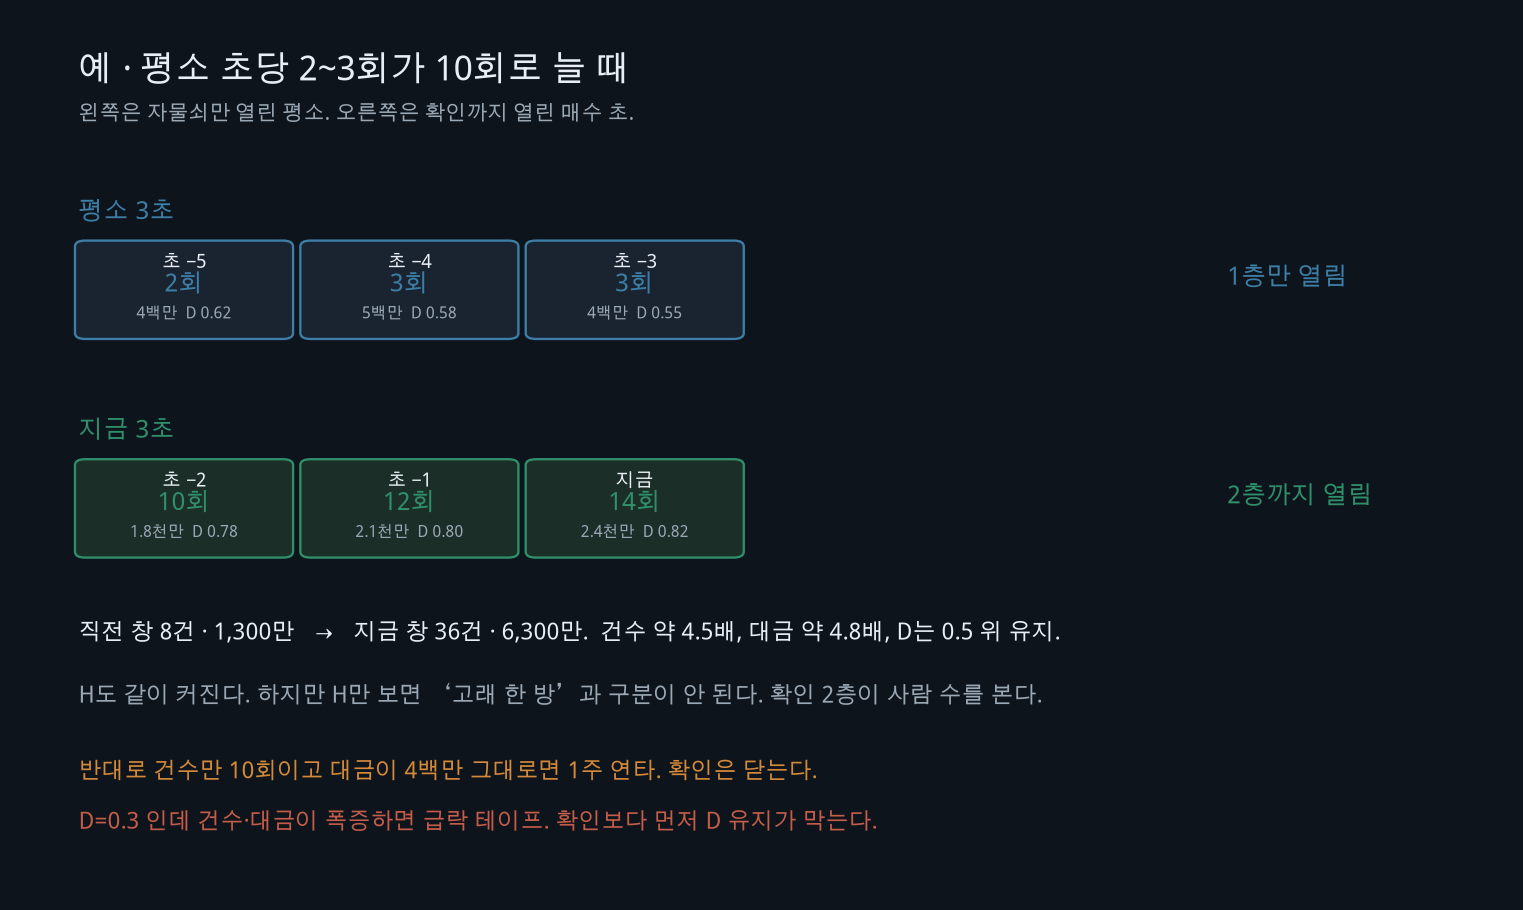 예 · 평소 초당 2~3회가 10회로 늘 때
왼쪽은 자물쇠만 열린 평소. 오른쪽은 확인까지 열린 매수 초.
평소 3초
초 −5
2회
4백만 D 0.62
초 −4
3회
5백만 D 0.58
초 −3
3회
4백만 D 0.55
1층만 열림
지금 3초
초 −2
10회
1.8천만 D 0.78
초 −1
12회
2.1천만 D 0.80
지금
14회
2.4천만 D 0.82
2층까지 열림
직전 창 8건 · 1,300만 → 지금 창 36건 · 6,300만. 건수 약 4.5배, 대금 약 4.8배, D는 0.5 위 유지.
H도 같이 커진다. 하지만 H만 보면 ‘고래 한 방’과 구분이 안 된다. 확인 2층이 사람 수를 본다.
반대로 건수만 10회이고 대금이 4백만 그대로면 1주 연타. 확인은 닫는다.
D=0.3 인데 건수·대금이 폭증하면 급락 테이프. 확인보다 먼저 D 유지가 막는다.